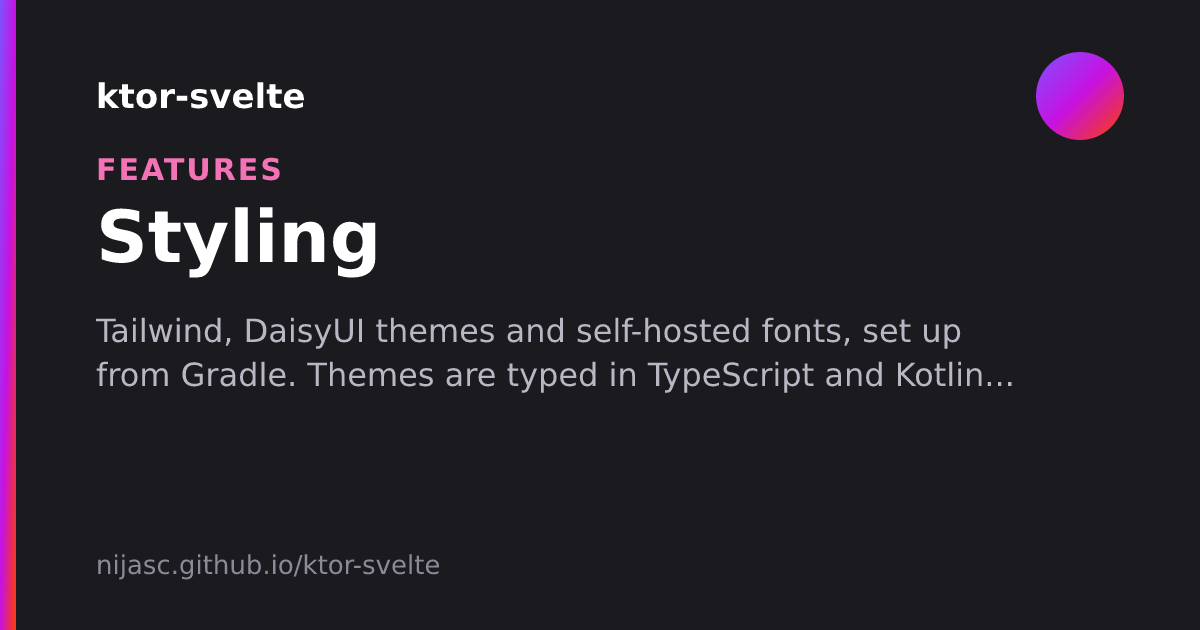 ktor-svelte
FEATURES
Styling
Tailwind, DaisyUI themes and self-hosted fonts, set up
from Gradle. Themes are typed in TypeScript and Kotlin…
nijasc.github.io/ktor-svelte